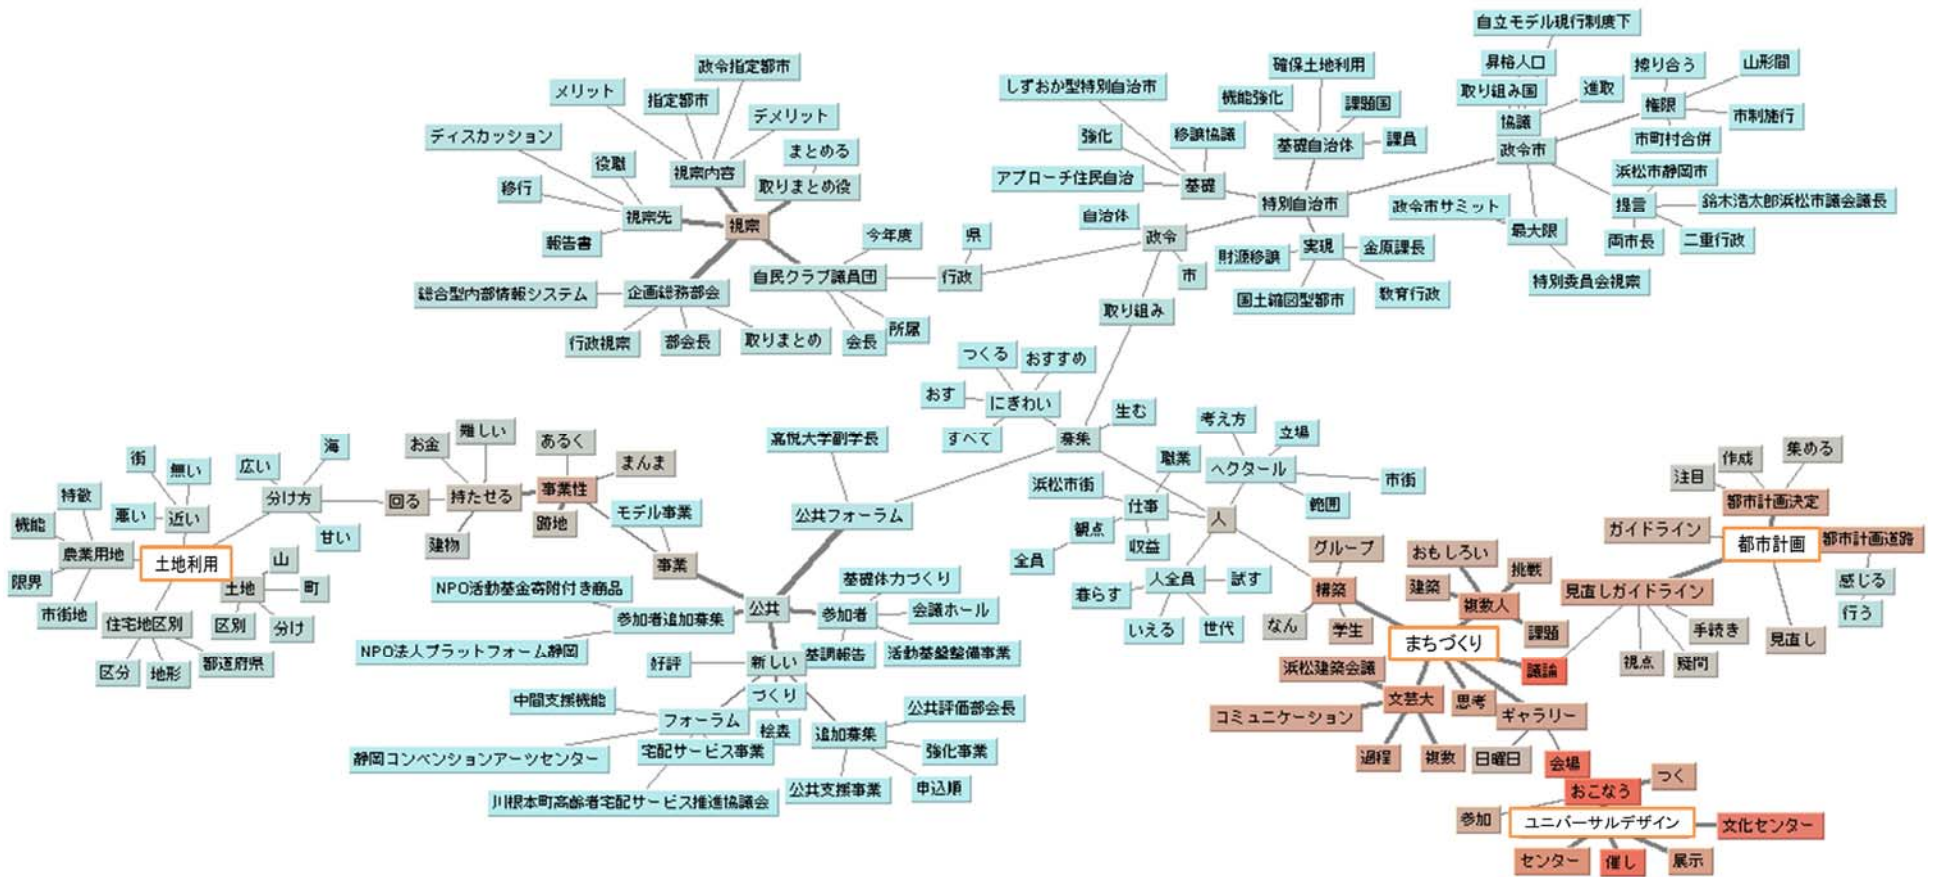 自立モデル現行制度下
昇格人口
擦り合う
山形間
取り組み国
進取
権限
市制施行
協議
市町村合併
政令市
浜松市静岡市
提言
鈴木浩太郎浜松市議会議長
両市長
二重行政
政令市サミット
最大限
特別委員会視察
確保土地利用
しずおか型特別自治市
機能強化
課題国
強化
移譲協議
基礎自治体
課員
アプローチ住民自治
基礎
特別自治市
自治体
政令
市
財源移譲
実現
金原課長
国土縮図型都市
教育行政
取り組み
県
行政
政令指定都市
メリット
指定都市
デメリット
ディスカッション
まとめる
役職
視察内容
取りまとめ役
移行
視察先
視察
報告書
今年度
自民クラブ議員団
総合型内部情報システム
企画総務部会
行政視察
部会長
取りまとめ
会長
所属
つくる
おすすめ
おす
にぎわい
すべて
生む
募集
考え方
立場
ヘクタール
市街
範囲
職業
浜松市街
仕事
人
観点
全員
収益
人全員
試す
暮らす
いえる
世代
高悦大学副学長
公共フォーラム
海
広い
街
無い
分け方
甘い
特徴
悪い
近い
機能
農業用地
土地利用
限界
市街地
山
土地
町
区別
分け
住宅地区別
区分
地形
都道府県
難しい
お金
回る
持たせる
建物
あるく
事業性
まんま
跡地
モデル事業
事業
NPO活動基金寄附付き商品
参加者追加募集
NPO法人プラットフォーム静岡
公共
基礎体力づくり
参加者
会議ホール
基調報告
活動基盤整備事業
好評
新しい
づくり
中間支援機能
フォーラム
桧森
静岡コンベンションアーツセンター
宅配サービス事業
川根本町高齢者宅配サービス推進協議会
追加募集
公共評価部会長
強化事業
公共支援事業
申込順
グループ
構築
なん
学生
おもしろい
建築
挑戦
複数人
課題
まちづくり
議論
浜松建築会議
文芸大
思考
ギャラリー
コミュニケーション
過程
複数
日曜日
会場
集める
作成
注目
都市計画決定
ガイドライン
都市計画
都市計画道路
見直しガイドライン
感じる
行う
手続き
視点
疑問
見直し
つく
おこなう
参加
ユニバーサルデザイン
文化センター
センター
催し
展示